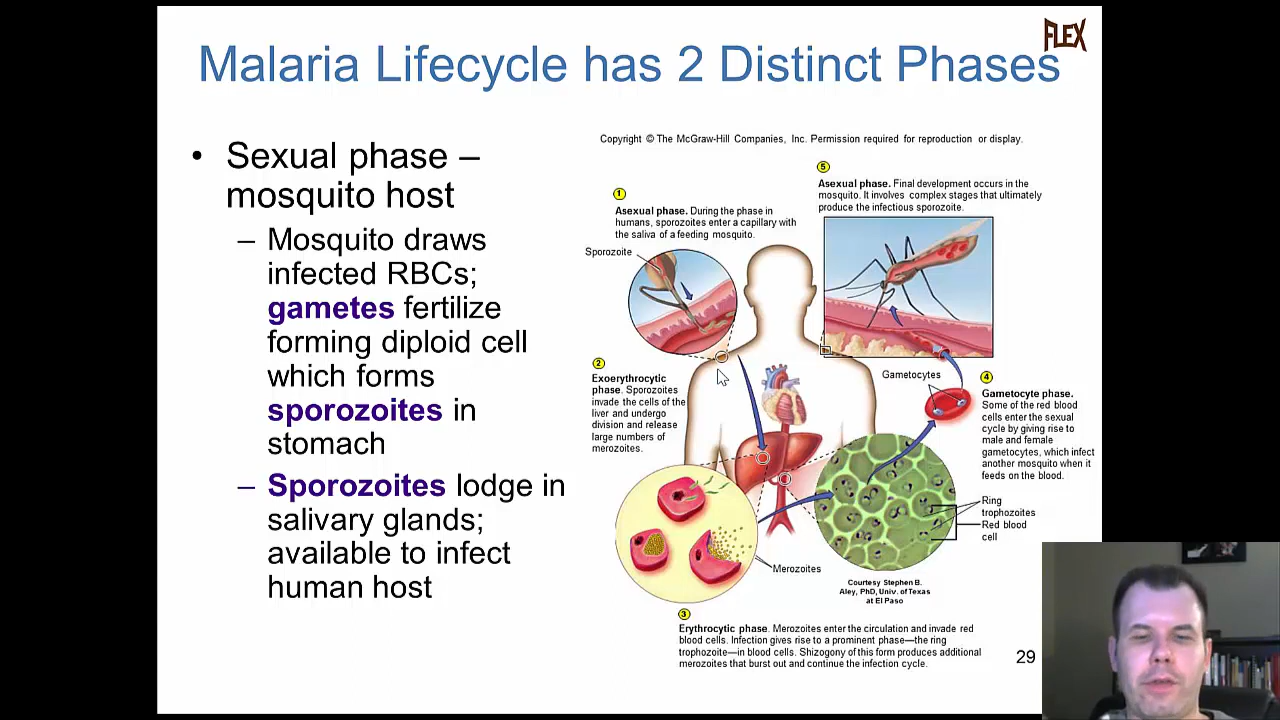 FLEX
Malaria Lifecycle has 2 Distinct Phases
• Sexual phase –
mosquito host
– Mosquito draws
infected RBCs;
gametes fertilize
forming diploid cell
which forms
sporozoites in
stomach
– Sporozoites lodge in
salivary glands;
available to infect
human host
Copyright © The McGraw-Hill Companies, Inc. Permission required for reproduction or display.
1
Asexual phase. During the phase in
humans, sporozoites enter a capillary with
the saliva of a feeding mosquito.
Sporozoite
2
Exoerythrocytic
phase. Sporozoites
invade the cells of the
liver and undergo
division and release
large numbers of
merozoites.
Merozoites
3
Erythrocytic phase. Merozoites enter the circulation and invade red
blood cells. Infection gives rise to a prominent phase—the ring
trophozoite—in blood cells. Shizogony of this form produces additional
merozoites that burst out and continue the infection cycle.
Courtesy Stephen B.
Aley, PhD, Univ. of Texas
at El Paso
4
Gametocyte phase.
Some of the red blood
cells enter the sexual
cycle by giving rise to
male and female
gametocytes, which infect
another mosquito when it
feeds on the blood.
Gametocytes
Ring
trophozoites
Red blood
cell
5
Asexual phase. Final development occurs in the
mosquito. It involves complex stages that ultimately
produce the infectious sporozoite.
29